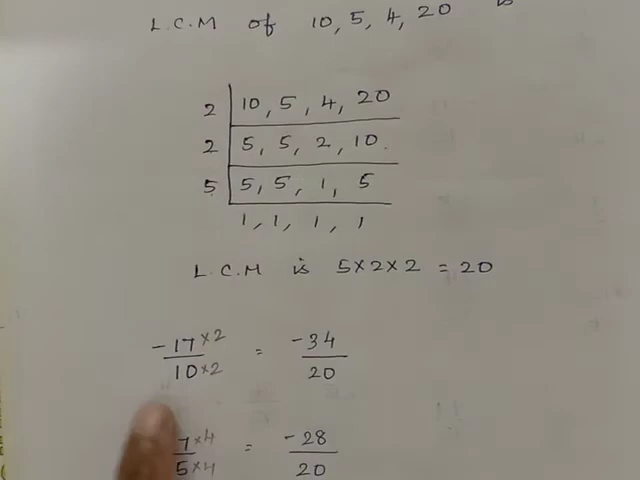 L.C.M of 10, 5, 4, 20
2 | 10, 5, 4, 20
2 | 5, 5, 2, 10.
5 | 5, 5, 1, 5
1, 1, 1, 1
L.C.M is 5×2×2 = 20
-17×2 / 10×2 = -34 / 20
7×4 / 5×4 = -28 / 20